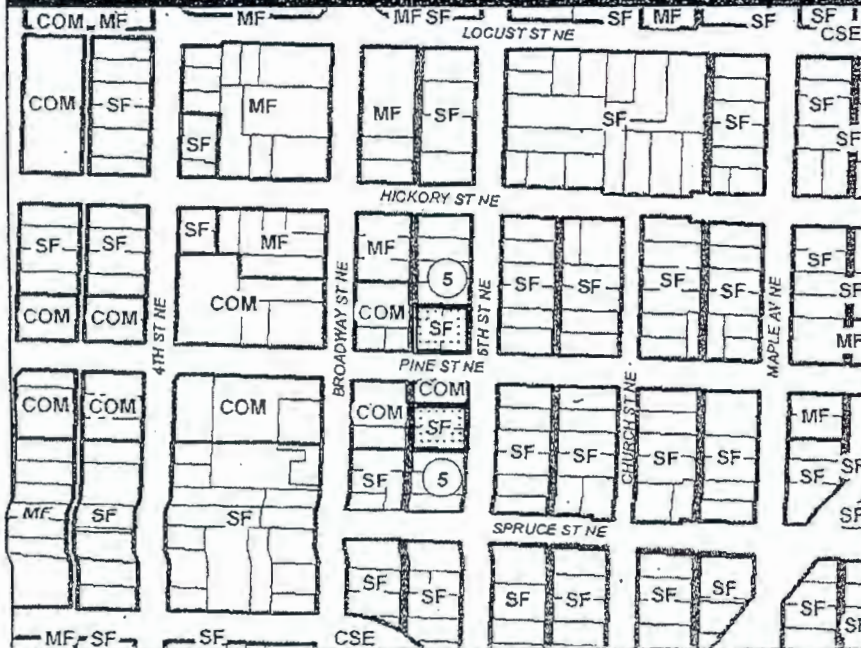 COM MF MF MF SF SF MF SF SF
LOCUST ST NE CSE
COM SF MF MF SF SF SF SF
SF SF
HICKORY ST NE
SF SF SF MF MF SF SF SF SF SF
COM COM COM COM 5 SF SF
4TH ST NE BROADWAY ST NE 5TH ST NE MAPLE AV NE
MF
PINE ST NE
COM COM COM COM COM MF
SF SF SF SF SF SF
CHURCH ST NE
MF SF SF SF 5 SF
SPRUCE ST NE
SF SF SF SF SF SF SF
MF SF SF CSE